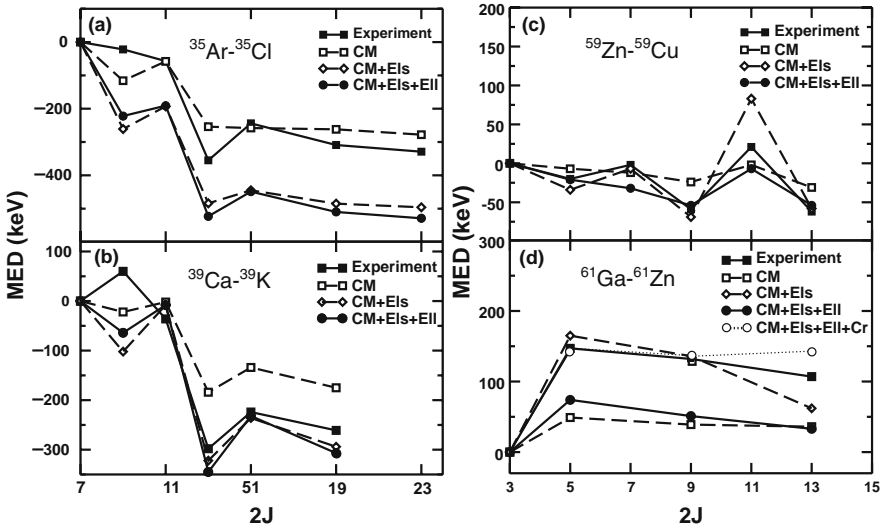 (a)
³⁵Ar-³⁵Cl
Experiment
CM
CM+Els
CM+Els+Ell
0
−200
−400
MED (keV)
(b)
³⁹Ca-³⁹K
Experiment
CM
CM+Els
CM+Els+Ell
100
0
−100
−200
−300
7
11
51
19
23
2J
(c)
⁵⁹Zn-⁵⁹Cu
Experiment
CM
CM+Els
CM+Els+Ell
200
150
100
50
0
−50
MED (keV)
(d)
⁶¹Ga-⁶¹Zn
Experiment
CM
CM+Els
CM+Els+Ell
CM+Els+Ell+Cr
300
200
100
0
3
5
7
9
11
13
15
2J